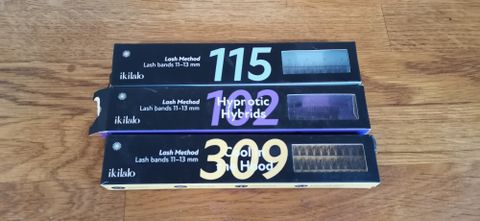 Lash Method
Lash bands 11-13 mm
115
ikilalo
Lash Method
Lash bands 11-13 mm
102
Hypnotic
Hybrids
ikilalo
Lash Method
Lash bands 11-13 mm
309
Hood
ikilalo